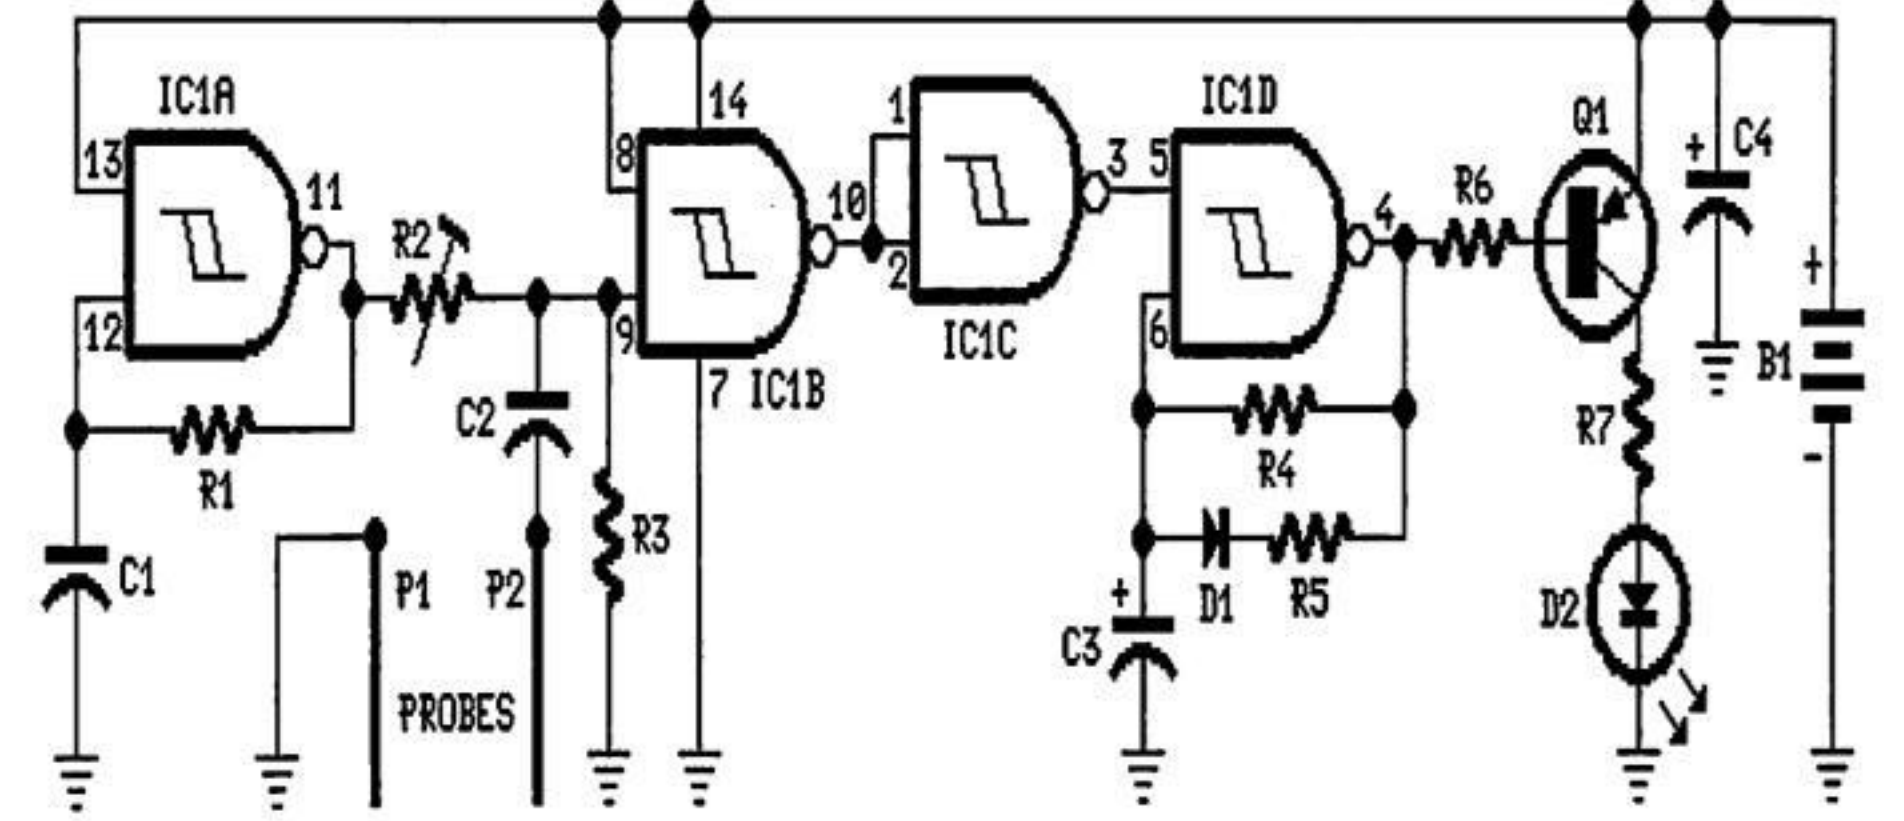 IC1A
13
12
11
R2
R1
C1
P1
P2
PROBES
C2
R3
8
14
9
7 IC1B
10
1
2
IC1C
3
5
IC1D
6
4
R6
Q1
C4
+
R4
D1
R5
+
C3
R7
D2
+
B1
-